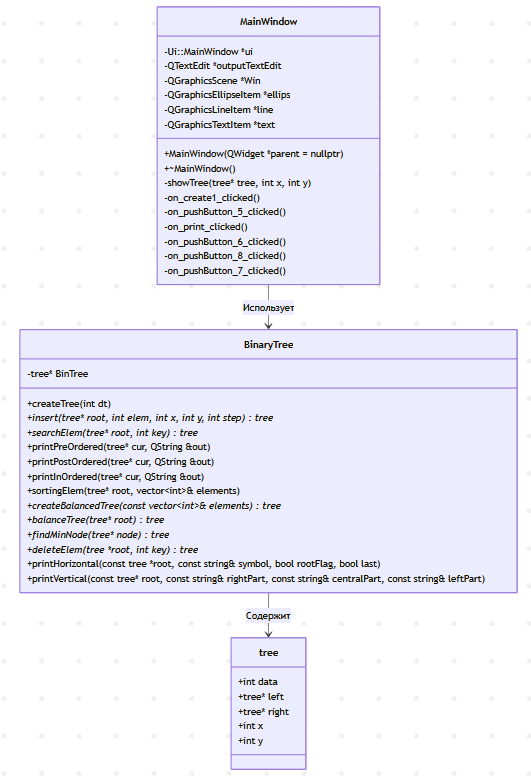 MainWindow
-Ui::MainWindow *ui
-QTextEdit *outputTextEdit
-QGraphicsScene *Win
-QGraphicsEllipseItem *ellips
-QGraphicsLineItem *line
-QGraphicsTextItem *text
+MainWindow(QWidget *parent = nullptr)
+~MainWindow()
-showTree(tree* tree, int x, int y)
-on_create1_clicked()
-on_pushButton_5_clicked()
-on_print_clicked()
-on_pushButton_6_clicked()
-on_pushButton_8_clicked()
-on_pushButton_7_clicked()
Использует
BinaryTree
-tree* BinTree
+createTree(int dt)
+insert(tree* root, int elem, int x, int y, int step) : tree
+searchElem(tree* root, int key) : tree
+printPreOrdered(tree* cur, QString &out)
+printPostOrdered(tree* cur, QString &out)
+printInOrdered(tree* cur, QString &out)
+sortingElem(tree* root, vector<int>& elements)
+createBalancedTree(const vector<int>& elements) : tree
+balanceTree(tree* root) : tree
+findMinNode(tree* node) : tree
+deleteElem(tree *root, int key) : tree
+printHorizontal(const tree *root, const string& symbol, bool rootFlag, bool last)
+printVertical(const tree* root, const string& rightPart, const string& centralPart, const string& leftPart)
Содержит
tree
+int data
+tree* left
+tree* right
+int x
+int y